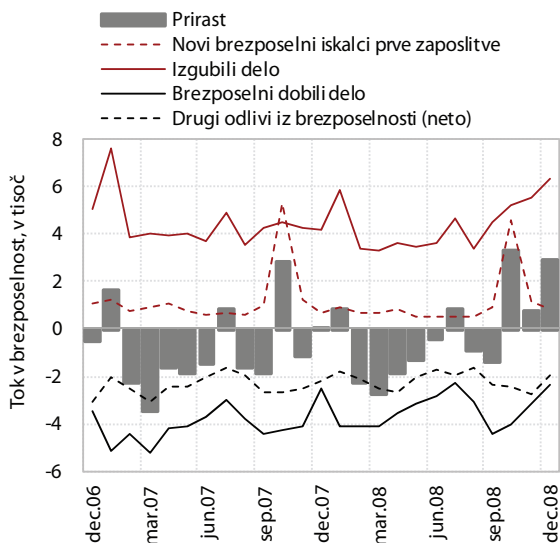 Prirast
Novi brezposelni iskalci prve zaposlitve
Izgubili delo
Brezposelni dobili delo
Drugi odlivi iz brezposelnosti (neto)
Tok v brezposelnost, v tisoč
8
6
4
2
0
-2
-4
-6
dec.06
mar.07
jun.07
sep.07
dec.07
mar.08
jun.08
sep.08
dec.08